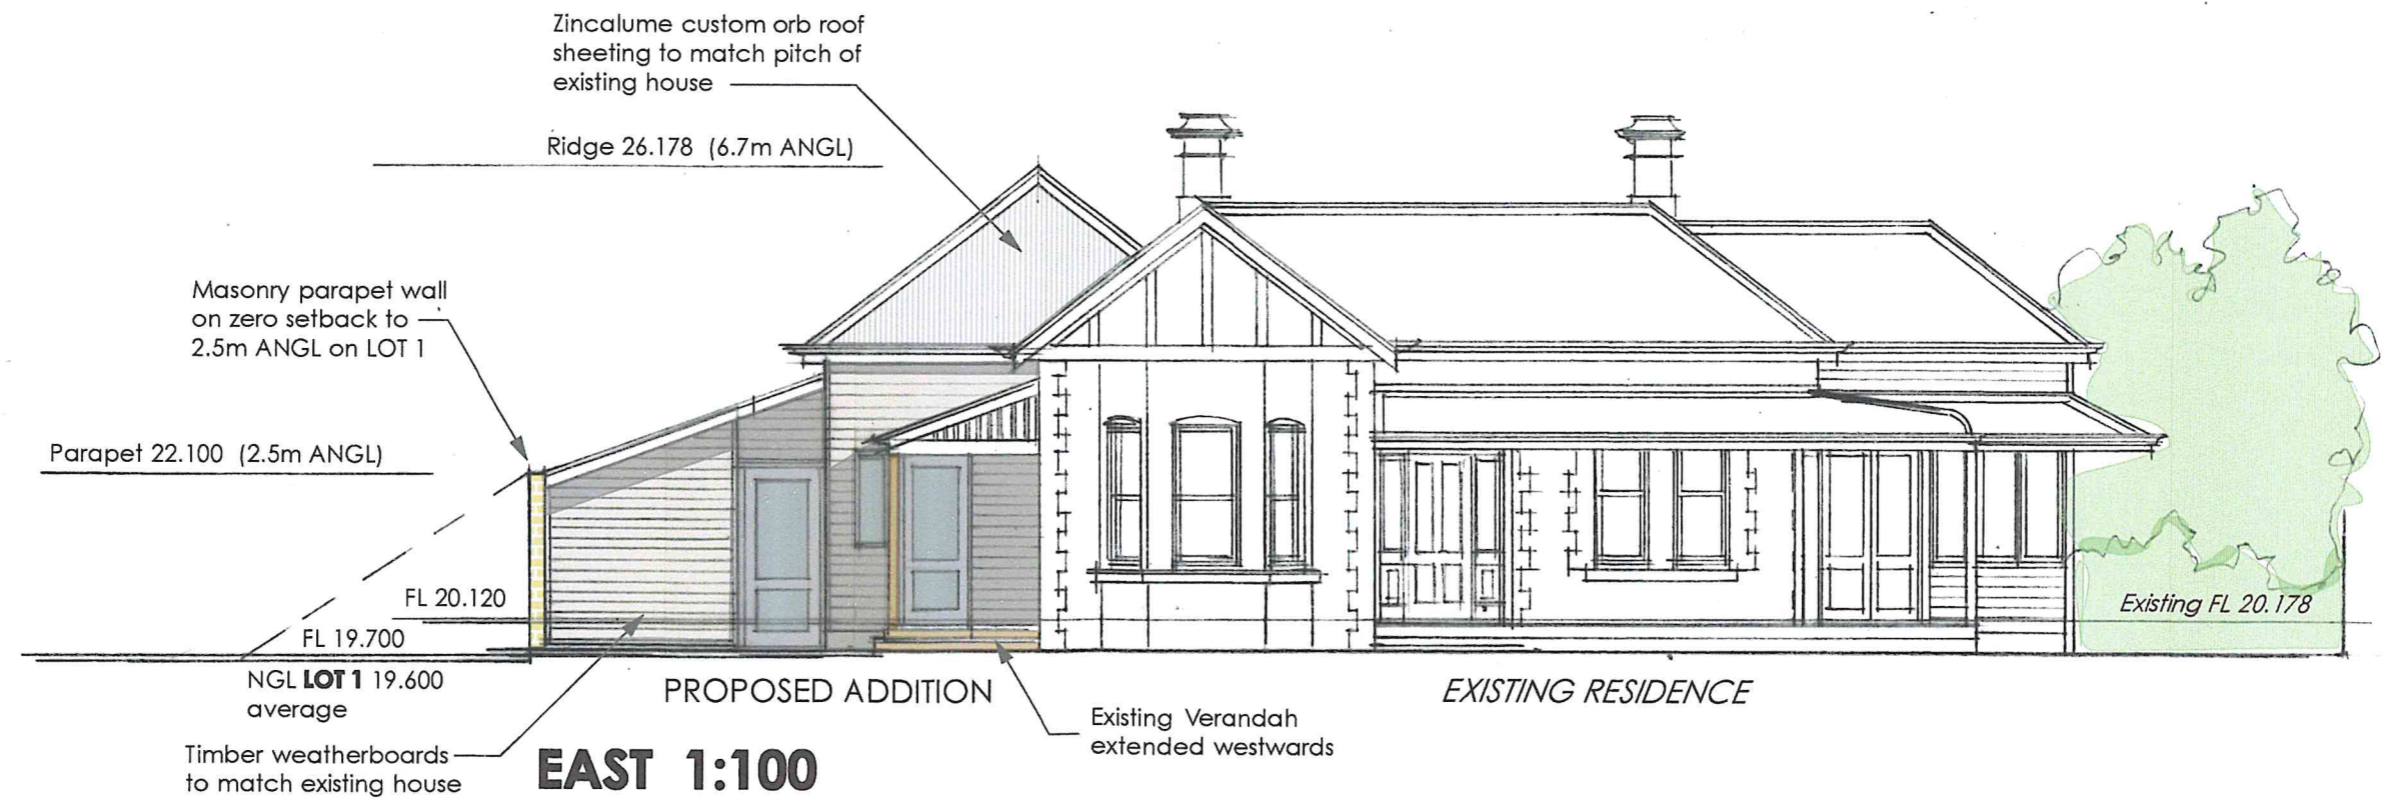 Zincalume custom orb roof
sheeting to match pitch of
existing house
Ridge 26.178 (6.7m ANGL)
Masonry parapet wall
on zero setback to
2.5m ANGL on LOT 1
Parapet 22.100 (2.5m ANGL)
FL 20.120
FL 19.700
NGL LOT 1 19.600
average
Timber weatherboards
to match existing house
PROPOSED ADDITION
EAST 1:100
Existing Verandah
extended westwards
EXISTING RESIDENCE
Existing FL 20.178